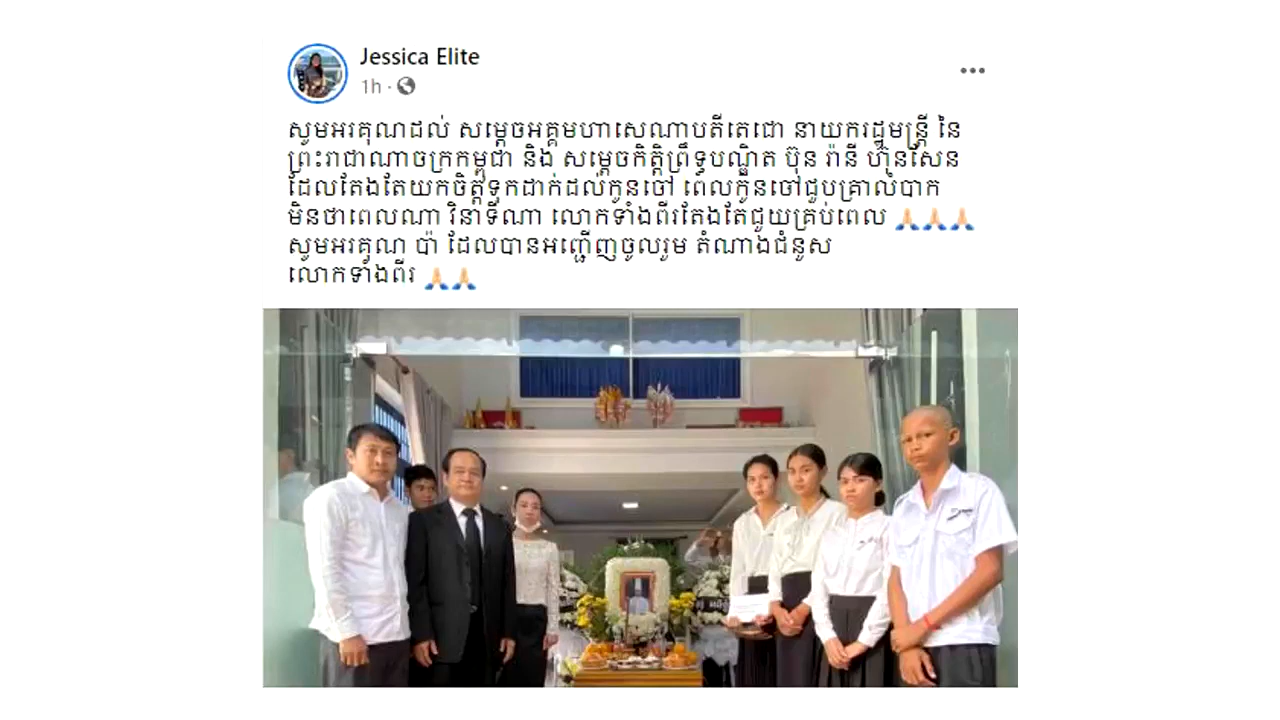 Jessica Elite
1h ·
សូមអរគុណដល់ សម្តេចអគ្គមហាសេណាបតីតេជោ នាយករដ្ឋមន្ត្រី នៃ
ព្រះរាជាណាចក្រកម្ពុជា និង សម្តេចកិត្តិព្រឹទ្ធបណ្ឌិត ប៊ុន រ៉ានី ហ៊ុនសែន
ដែលតែងតែយកចិត្តទុកដាក់ដល់កូនចៅ ពេលកូនចៅជួបគ្រាលំបាក
មិនថាពេលណា វិនាទីណា លោកទាំងពីរតែងតែជួយគ្រប់ពេល 🙏🏻🙏🏻🙏🏻
សូមអរគុណ ប៉ា ដែលបានអញ្ជើញចូលរួម តំណាងជំនួស
លោកទាំងពីរ 🙏🏻🙏🏻